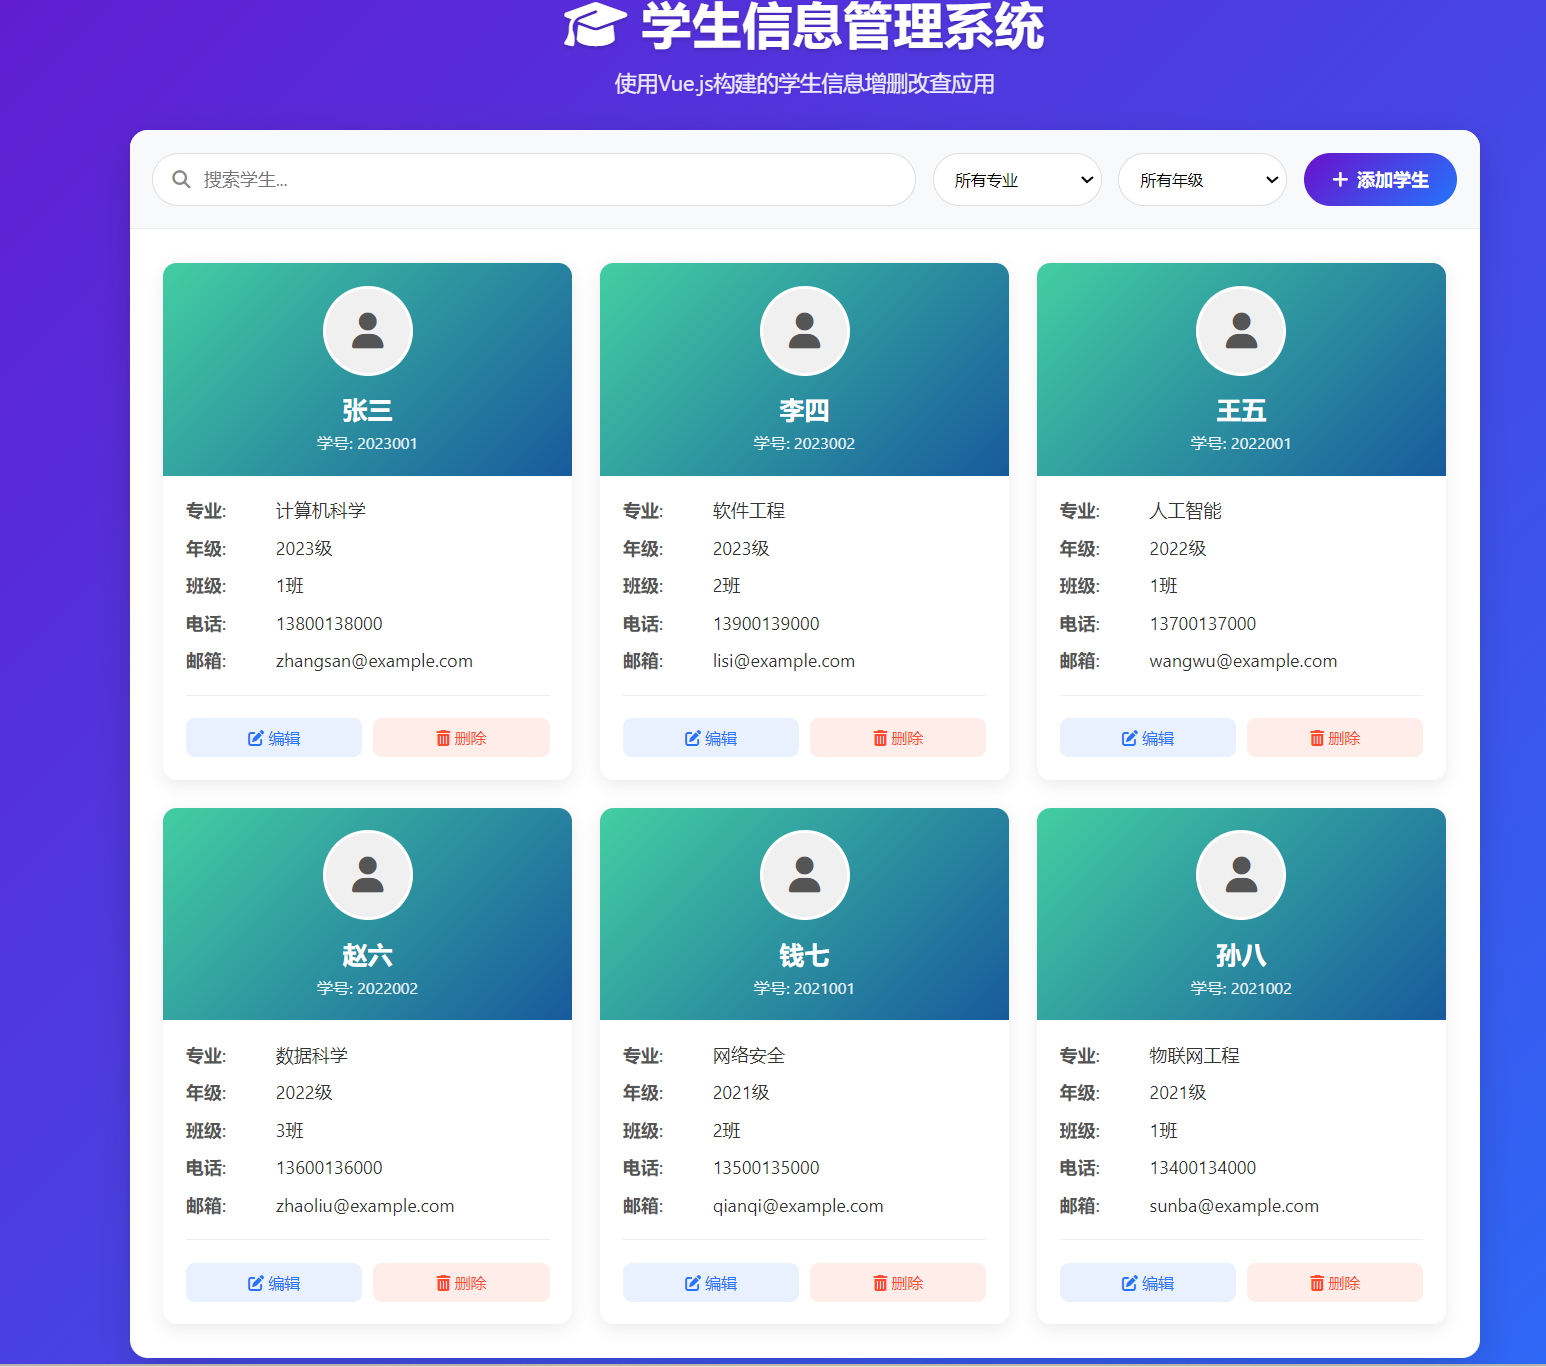 学生信息管理系统
使用Vue.js构建的学生信息增删改查应用
搜索学生... 所有专业 所有年级 + 添加学生
张三
学号: 2023001
专业: 计算机科学
年级: 2023级
班级: 1班
电话: 13800138000
邮箱: zhangsan@example.com
编辑 删除
李四
学号: 2023002
专业: 软件工程
年级: 2023级
班级: 2班
电话: 13900139000
邮箱: lisi@example.com
编辑 删除
王五
学号: 2022001
专业: 人工智能
年级: 2022级
班级: 1班
电话: 13700137000
邮箱: wangwu@example.com
编辑 删除
赵六
学号: 2022002
专业: 数据科学
年级: 2022级
班级: 3班
电话: 13600136000
邮箱: zhaoliu@example.com
编辑 删除
钱七
学号: 2021001
专业: 网络安全
年级: 2021级
班级: 2班
电话: 13500135000
邮箱: qianqi@example.com
编辑 删除
孙八
学号: 2021002
专业: 物联网工程
年级: 2021级
班级: 1班
电话: 13400134000
邮箱: sunba@example.com
编辑 删除